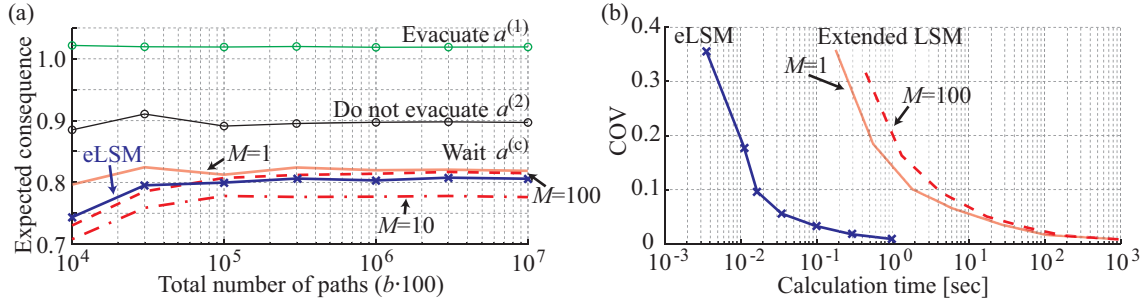 (a)
Expected consequence
1.0
0.9
0.8
0.7
Evacuate a(1)
Do not evacuate a(2)
Wait a(c)
eLSM
M=1
M=100
M=10
10^4
10^5
10^6
10^7
Total number of paths (b·100)
(b)
COV
0.4
0.3
0.2
0.1
0
eLSM
Extended LSM
M=1
M=100
10^-3
10^-2
10^-1
10^0
10^1
10^2
10^3
Calculation time [sec]